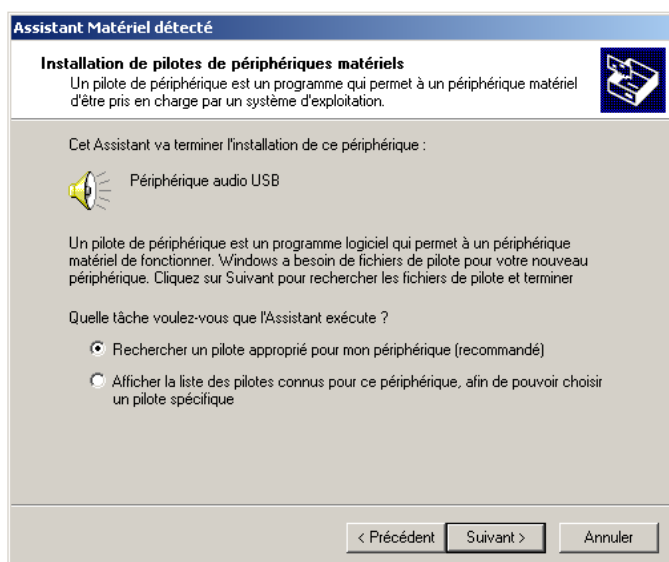 Assistant Matériel détecté
Installation de pilotes de périphériques matériels
Un pilote de périphérique est un programme qui permet à un périphérique matériel
d'être pris en charge par un système d'exploitation.
Cet Assistant va terminer l'installation de ce périphérique :
Périphérique audio USB
Un pilote de périphérique est un programme logiciel qui permet à un périphérique
matériel de fonctionner. Windows a besoin de fichiers de pilote pour votre nouveau
périphérique. Cliquez sur Suivant pour rechercher les fichiers de pilote et terminer
Quelle tâche voulez-vous que l'Assistant exécute ?
Rechercher un pilote approprié pour mon périphérique (recommandé)
Afficher la liste des pilotes connus pour ce périphérique, afin de pouvoir choisir
un pilote spécifique
< Précédent Suivant > Annuler